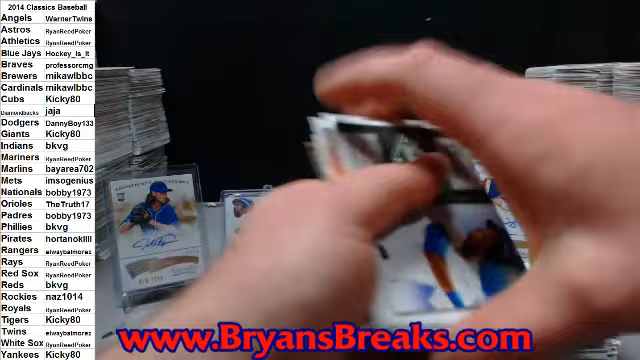 2014 Classics Baseball
Angels WarnerTwins
Astros RyanReedPoker
Athletics RyanReedPoker
Blue Jays Hockey_Is_It
Braves professorcmg
Brewers mikawlbbc
Cardinals mikawlbbc
Cubs Kicky80
Diamondbacks jaja
Dodgers DannyBoy133
Giants Kicky80
Indians bkvg
Mariners RyanReedPoker
Marlins bayarea702
Mets imsogenius
Nationals bobby1973
Orioles TheTruth17
Padres bobby1973
Phillies bkvg
Pirates hortanokilli
Rangers elwaybalmorez
Rays RyanReedPoker
Red Sox RyanReedPoker
Reds bkvg
Rockies naz1014
Royals RyanReedPoker
Tigers Kicky80
Twins elwaybalmorez
White Sox RyanReedPoker
Yankees Kicky80
www.BryansBreaks.com